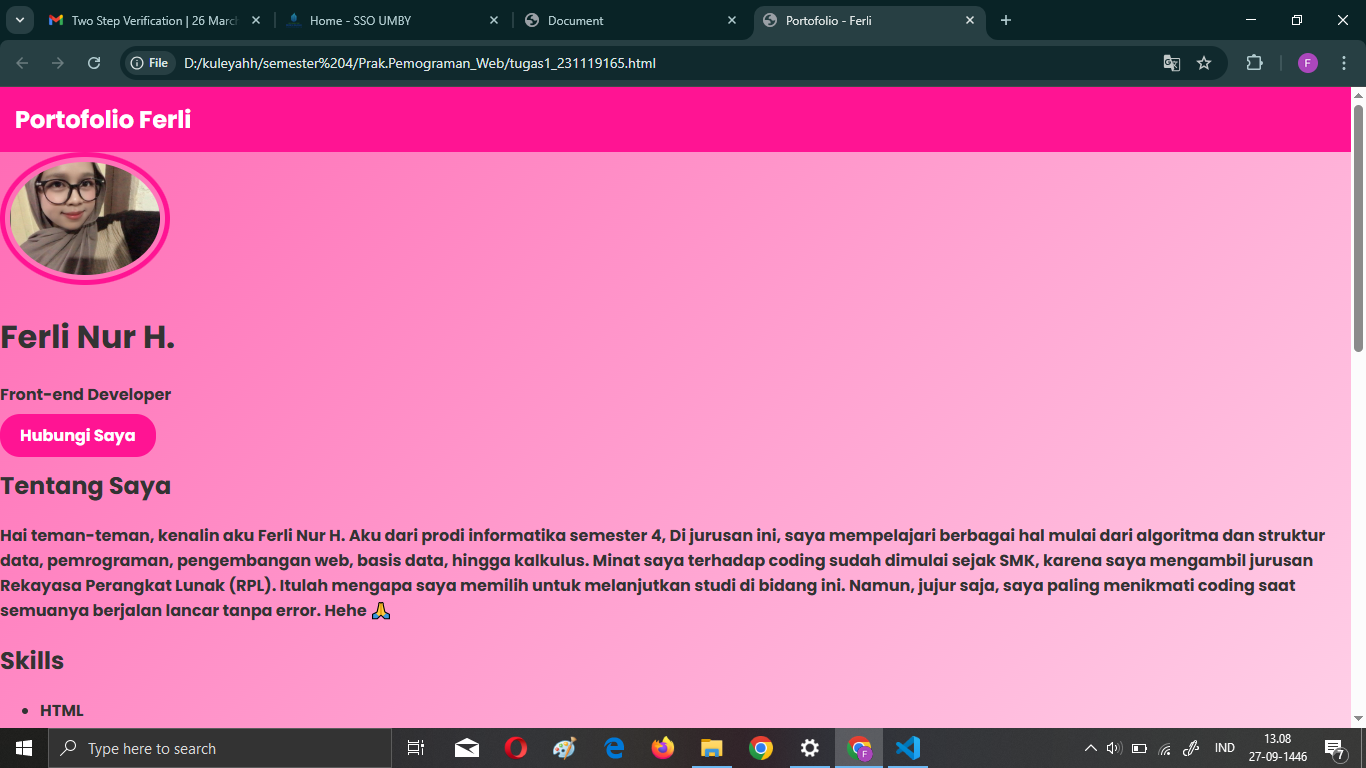 Two Step Verification | 26 March
Home - SSO UMBY
Document
Portofolio - Ferli
File
D:/kuleyahh/semester%204/Prak.Pemograman_Web/tugas1_231119165.html
F
Portofolio Ferli
Ferli Nur H.
Front-end Developer
Hubungi Saya
Tentang Saya
Hai teman-teman, kenalin aku Ferli Nur H. Aku dari prodi informatika semester 4, Di jurusan ini, saya mempelajari berbagai hal mulai dari algoritma dan struktur
data, pemrograman, pengembangan web, basis data, hingga kalkulus. Minat saya terhadap coding sudah dimulai sejak SMK, karena saya mengambil jurusan
Rekayasa Perangkat Lunak (RPL). Itulah mengapa saya memilih untuk melanjutkan studi di bidang ini. Namun, jujur saja, saya paling menikmati coding saat
semuanya berjalan lancar tanpa error. Hehe 🙏
Skills
• HTML
Type here to search
F
IND
13.08
27-09-1446
7